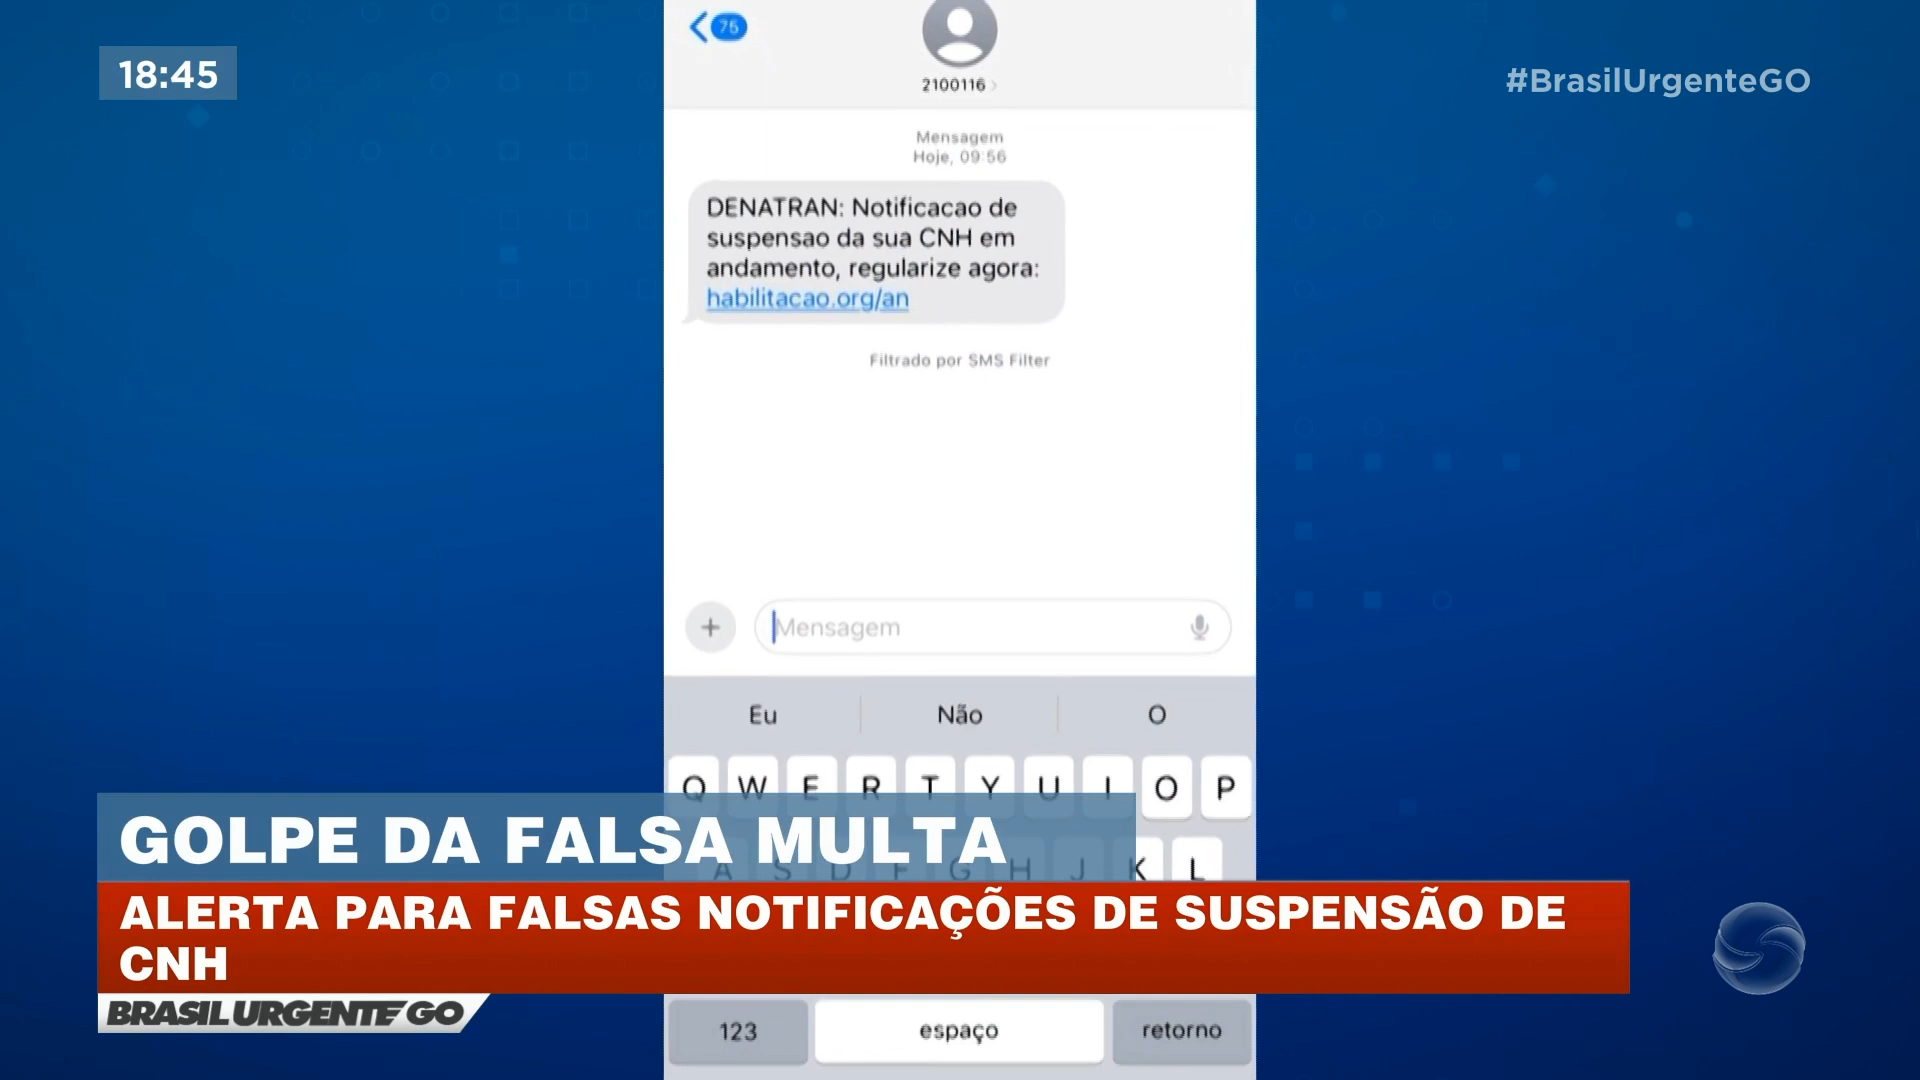 18:45
#BrasilUrgenteGO
75
2100116
Mensagem
Hoje, 09:56
DENATRAN: Notificacao de
suspensao da sua CNH em
andamento, regularize agora:
habilitacao.org/an
Filtrado por SMS Filter
Mensagem
Eu Não O
Q W E R T Y U I O P
A S D F G H J K L
GOLPE DA FALSA MULTA
ALERTA PARA FALSAS NOTIFICAÇÕES DE SUSPENSÃO DE
CNH
BRASIL URGENTE GO
123 espaço retorno